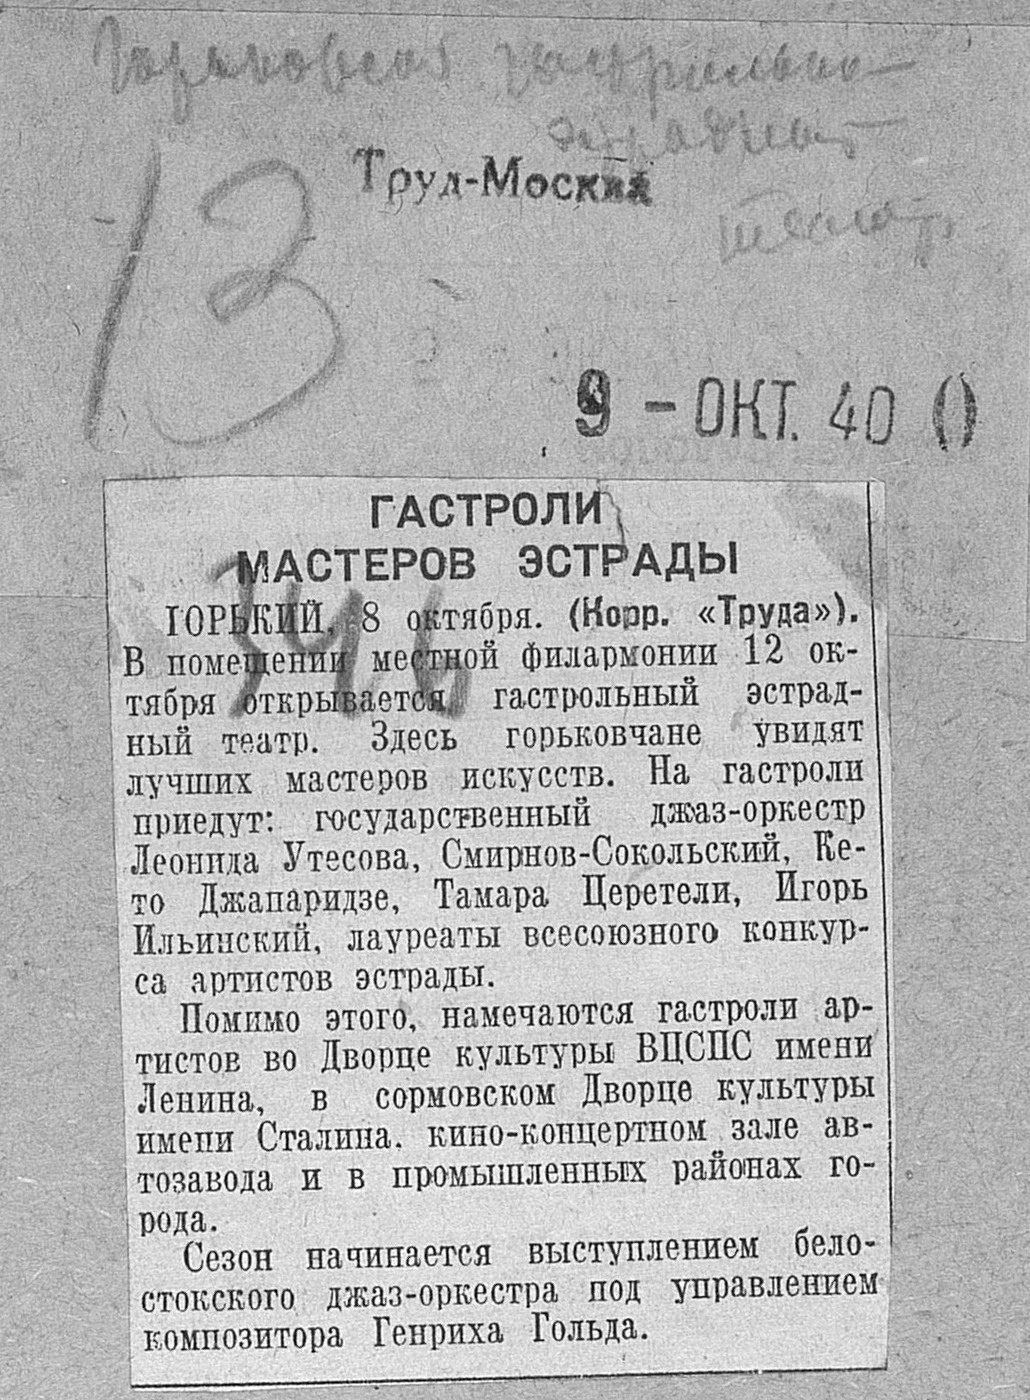 Горьковская гастрольно-
эстрадный
театр
Труд-Москва
13
9 - ОКТ. 40 ()
ГАСТРОЛИ
МАСТЕРОВ ЭСТРАДЫ
ГОРЬКИЙ, 8 октября. (Корр. «Труда»).
В помещении местной филармонии 12 ок-
тября открывается гастрольный эстрад-
ный театр. Здесь горьковчане увидят
лучших мастеров искусств. На гастроли
приедут: государственный джаз-оркестр
Леонида Утесова, Смирнов-Сокольский, Ке-
то Джапаридзе, Тамара Церетели, Игорь
Ильинский, лауреаты всесоюзного конкур-
са артистов эстрады.
Помимо этого, намечаются гастроли ар-
тистов во Дворце культуры ВЦСПС имени
Ленина, в сормовском Дворце культуры
имени Сталина. кино-концертном зале ав-
тозавода и в промышленных районах го-
рода.
Сезон начинается выступлением бело-
стокского джаз-оркестра под управлением
композитора Генриха Гольда.